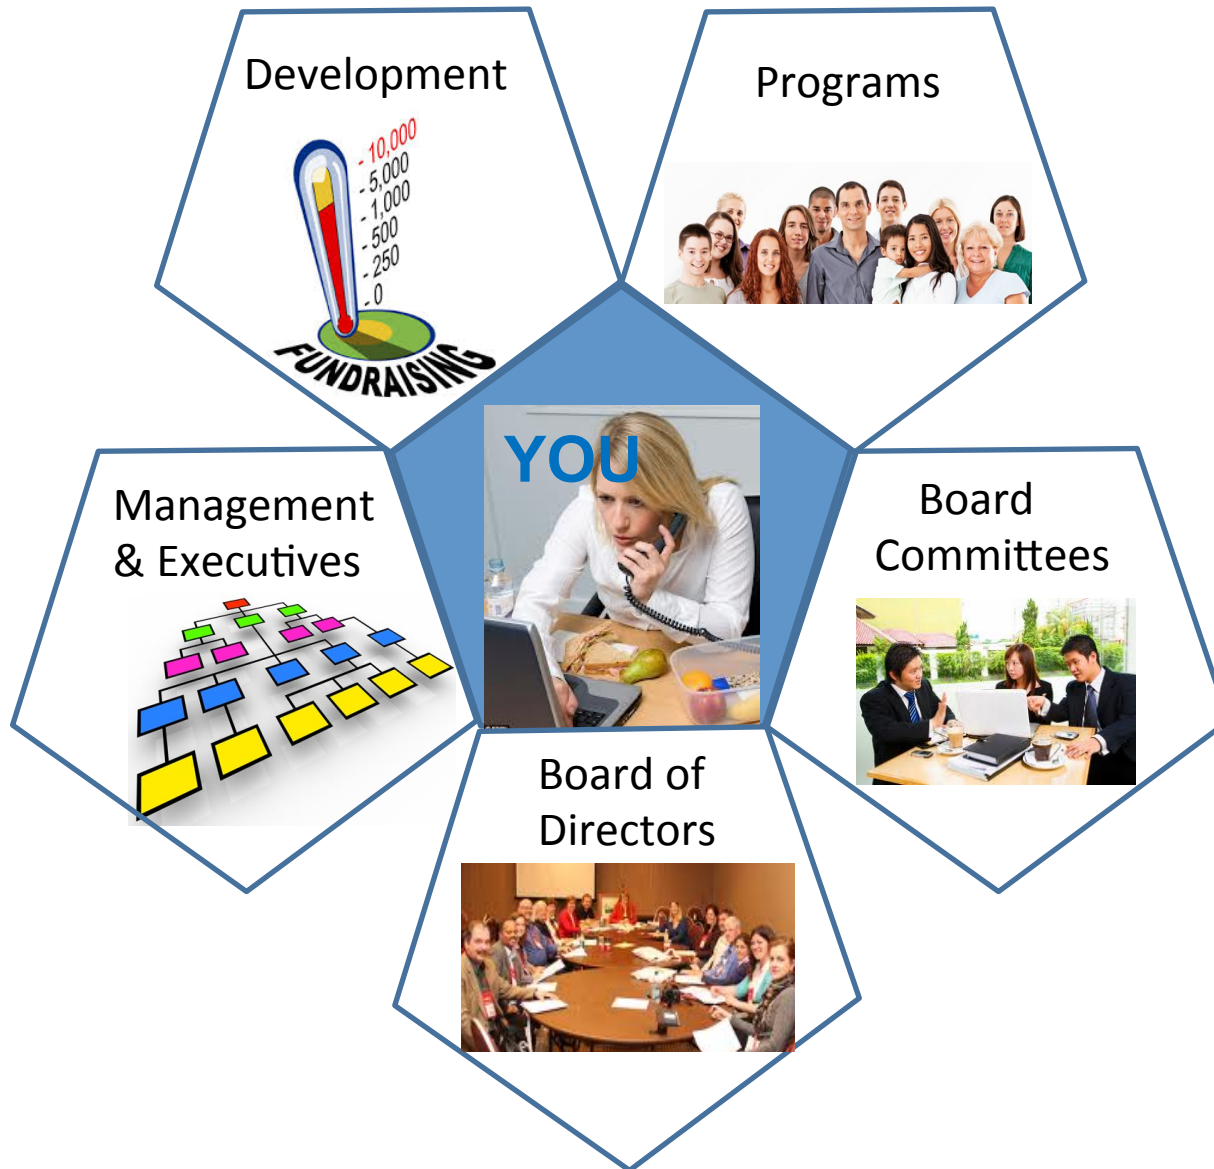 Development
Programs
- 10,000
- 5,000
- 1,000
- 500
- 250
- 0
FUNDRAISING
YOU
Management
& Executives
Board
Committees
Board of
Directors